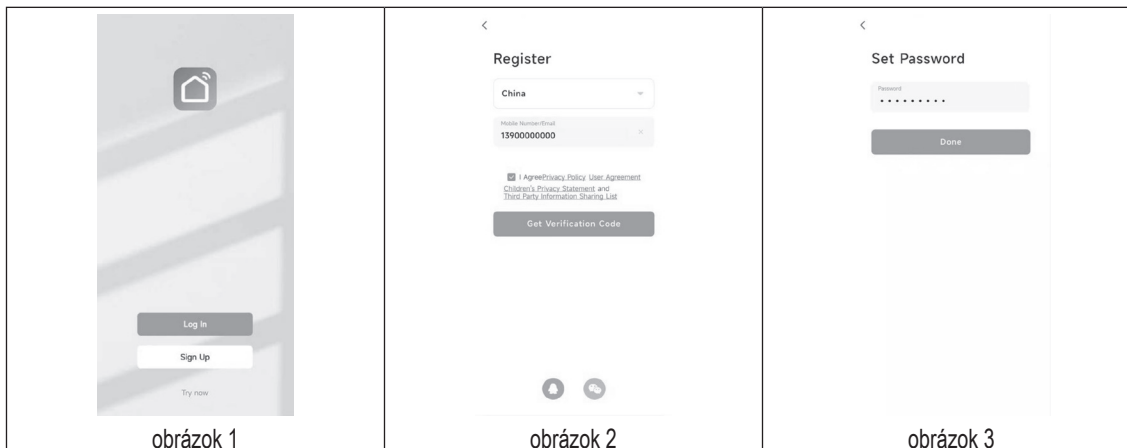 Log In
Sign Up
Try now
obrázok 1
Register
China
Mobile Number/Email
13900000000
I AgreePrivacy Policy User Agreement
Children's Privacy Statement and
Third Party Information Sharing List
Get Verification Code
obrázok 2
Set Password
Password
•••••••••
Done
obrázok 3